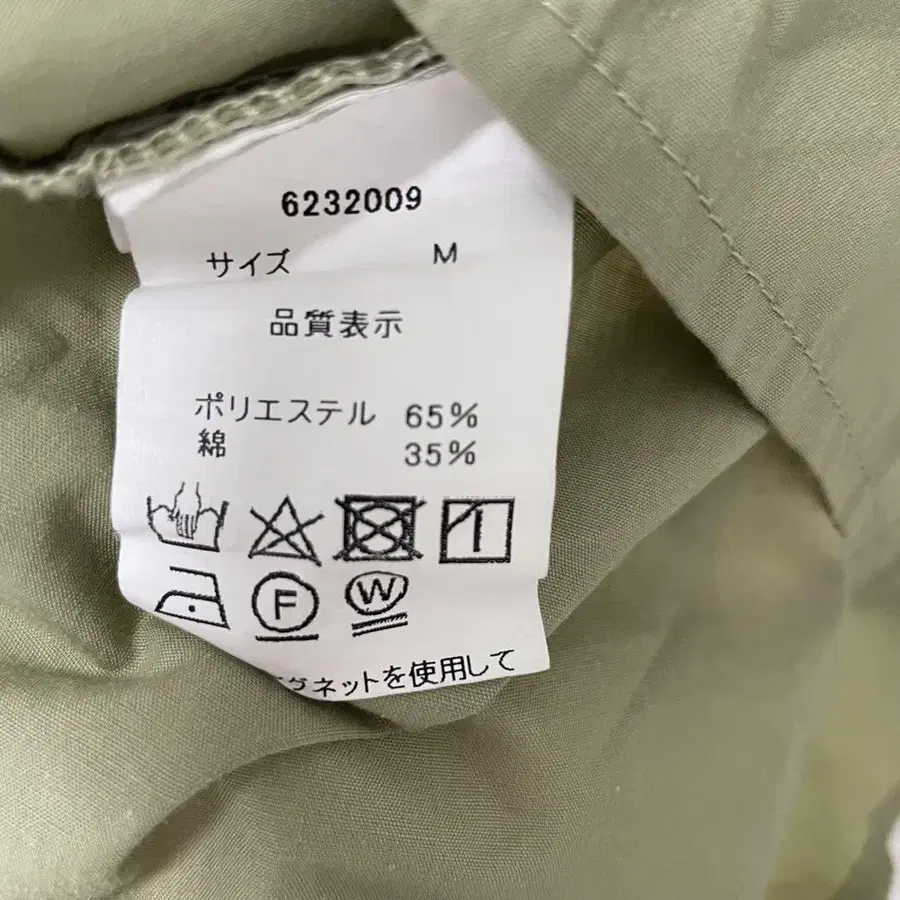 6232009
サイズ M
品質表示
ポリエステル 65%
綿 35%
F W
グネットを使用して